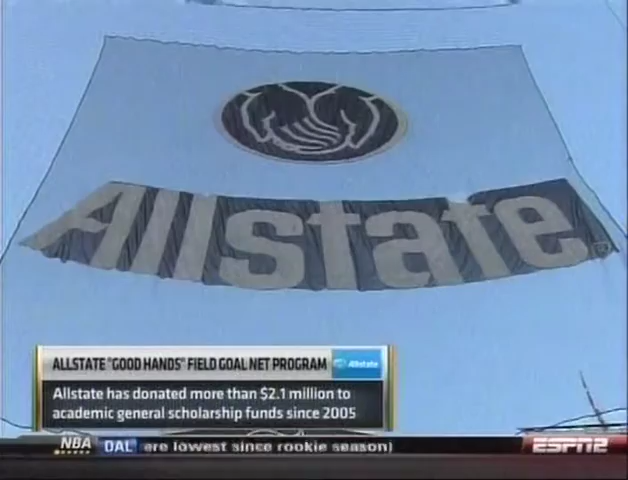 Allstate
ALLSTATE "GOOD HANDS" FIELD GOAL NET PROGRAM
Allstate
Allstate has donated more than $2.1 million to
academic general scholarship funds since 2005
NBA
DAL
are lowest since rookie season)
ESPN2